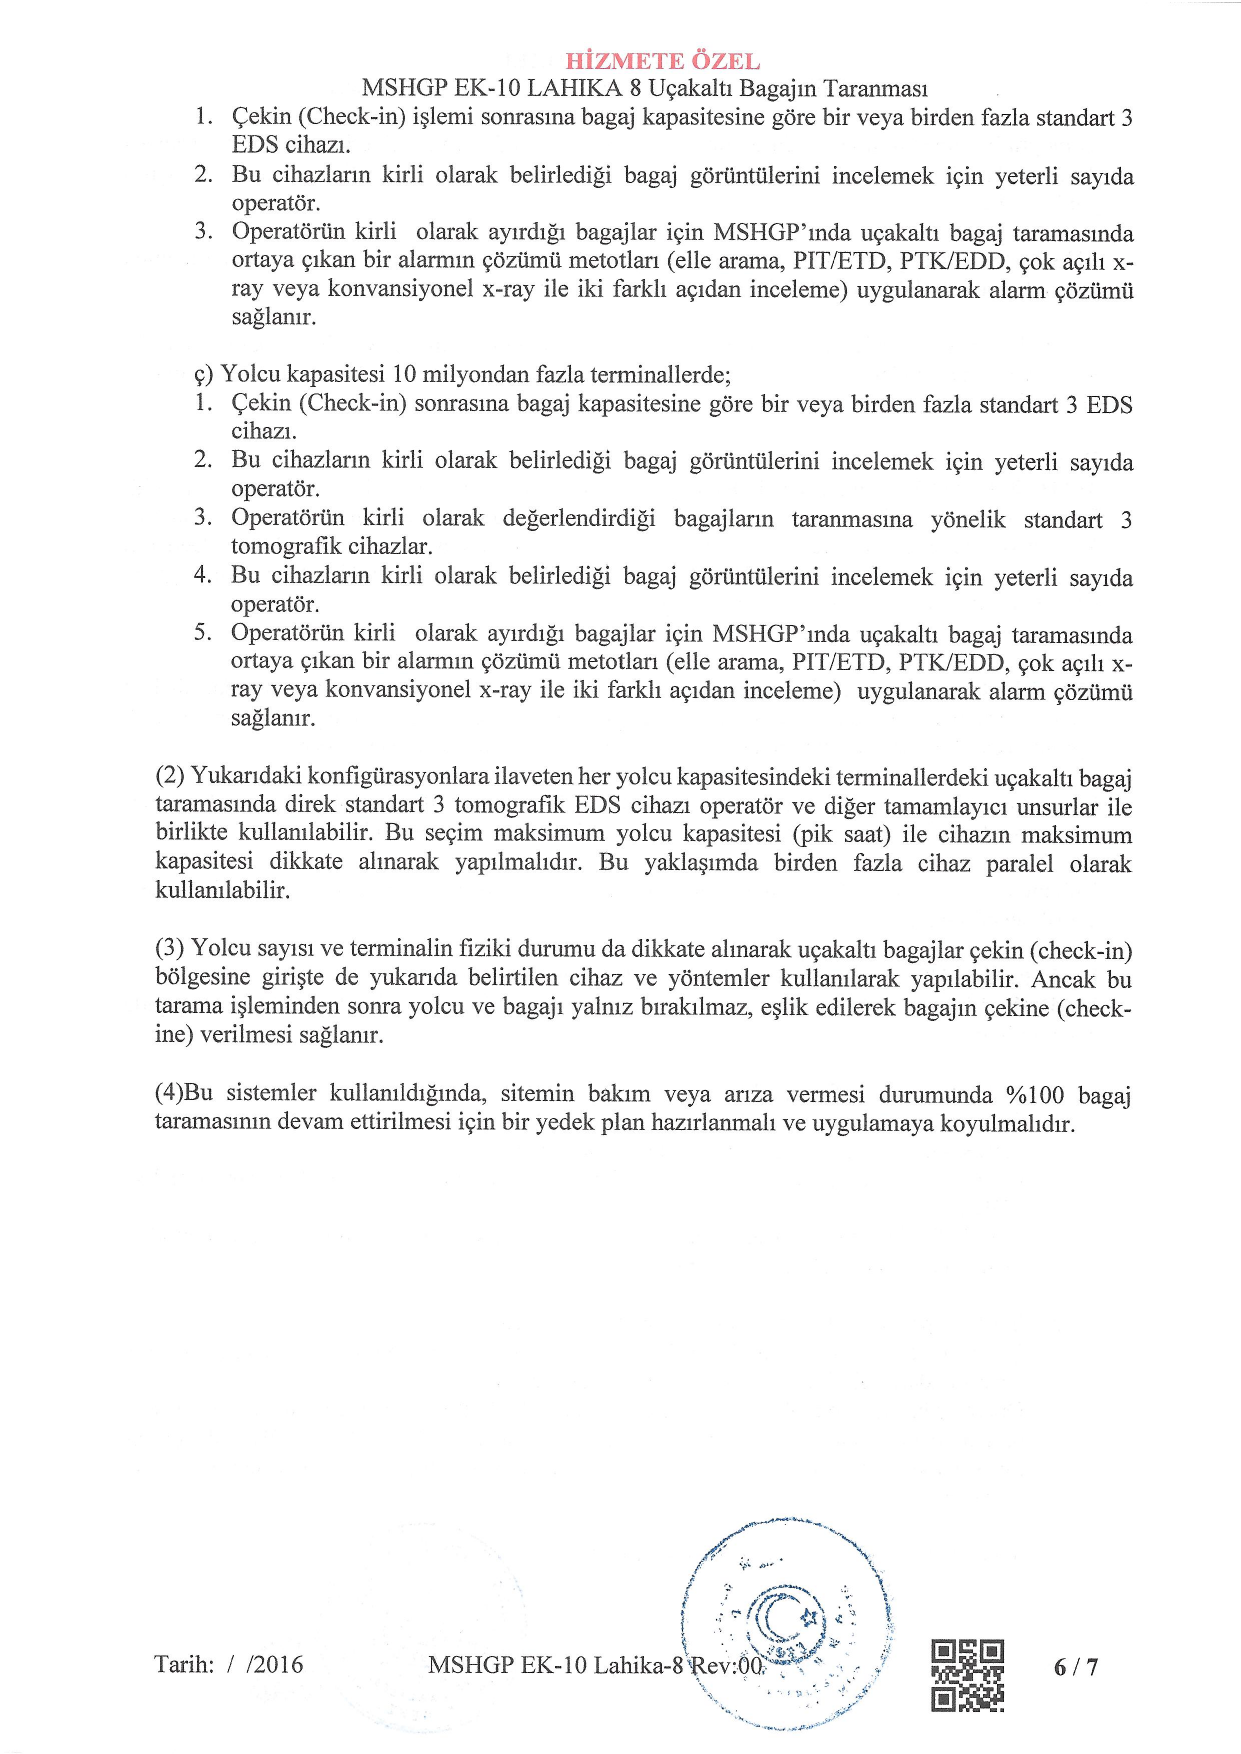 HİZMETE ÖZEL
MSHGP EK-10 LAHIKA 8 Uçakaltı Bagajın Taranması
1. Çekin (Check-in) işlemi sonrasına bagaj kapasitesine göre bir veya birden fazla standart 3
EDS cihazı.
2. Bu cihazların kirli olarak belirlediği bagaj görüntülerini incelemek için yeterli sayıda
operatör.
3. Operatörün kirli olarak ayırdığı bagajlar için MSHGP’ında uçakaltı bagaj taramasında
ortaya çıkan bir alarmın çözümü metotları (elle arama, PIT/ETD, PTK/EDD, çok açılı x-
ray veya konvansiyonel x-ray ile iki farklı açıdan inceleme) uygulanarak alarm çözümü
sağlanır.
ç) Yolcu kapasitesi 10 milyondan fazla terminallerde;
1. Çekin (Check-in) sonrasına bagaj kapasitesine göre bir veya birden fazla standart 3 EDS
cihazı.
2. Bu cihazların kirli olarak belirlediği bagaj görüntülerini incelemek için yeterli sayıda
operatör.
3. Operatörün kirli olarak değerlendirdiği bagajların taranmasına yönelik standart 3
tomografik cihazlar.
4. Bu cihazların kirli olarak belirlediği bagaj görüntülerini incelemek için yeterli sayıda
operatör.
5. Operatörün kirli olarak ayırdığı bagajlar için MSHGP’ında uçakaltı bagaj taramasında
ortaya çıkan bir alarmın çözümü metotları (elle arama, PIT/ETD, PTK/EDD, çok açılı x-
ray veya konvansiyonel x-ray ile iki farklı açıdan inceleme) uygulanarak alarm çözümü
sağlanır.
(2) Yukarıdaki konfigürasyonlara ilaveten her yolcu kapasitesindeki terminallerdeki uçakaltı bagaj
taramasında direk standart 3 tomografik EDS cihazı operatör ve diğer tamamlayıcı unsurlar ile
birlikte kullanılabilir. Bu seçim maksimum yolcu kapasitesi (pik saat) ile cihazın maksimum
kapasitesi dikkate alınarak yapılmalıdır. Bu yaklaşımda birden fazla cihaz paralel olarak
kullanılabilir.
(3) Yolcu sayısı ve terminalin fiziki durumu da dikkate alınarak uçakaltı bagajlar çekin (check-in)
bölgesine girişte de yukarıda belirtilen cihaz ve yöntemler kullanılarak yapılabilir. Ancak bu
tarama işleminden sonra yolcu ve bagajı yalnız bırakılmaz, eşlik edilerek bagajın çekine (check-
ine) verilmesi sağlanır.
(4)Bu sistemler kullanıldığında, sitemin bakım veya arıza vermesi durumunda %100 bagaj
taramasının devam ettirilmesi için bir yedek plan hazırlanmalı ve uygulamaya koyulmalıdır.
Tarih: / /2016 MSHGP EK-10 Lahika-8 Rev:00. 6 / 7